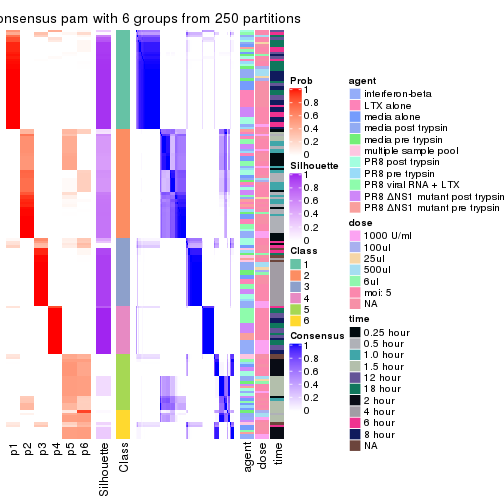 onsensus pam with 6 groups from 250 partitions
Prob
1
0.8
0.6
0.4
0.2
0
Silhouette
1
0.8
0.6
0.4
0.2
0
Class
1
2
3
4
5
6
Consensus
1
0.8
0.6
0.4
0.2
0
agent
interferon-beta
LTX alone
media alone
media post trypsin
media pre trypsin
multiple sample pool
PR8 post trypsin
PR8 pre trypsin
PR8 viral RNA + LTX
PR8 ΔNS1 mutant post trypsin
PR8 ΔNS1 mutant pre trypsin
dose
1000 U/ml
100ul
25ul
500ul
6ul
moi: 5
NA
time
0.25 hour
0.5 hour
1.0 hour
1.5 hour
12 hour
18 hour
2 hour
4 hour
6 hour
8 hour
NA
p1
p2
p3
p4
p5
p6
Silhouette
Class
agent
dose
time